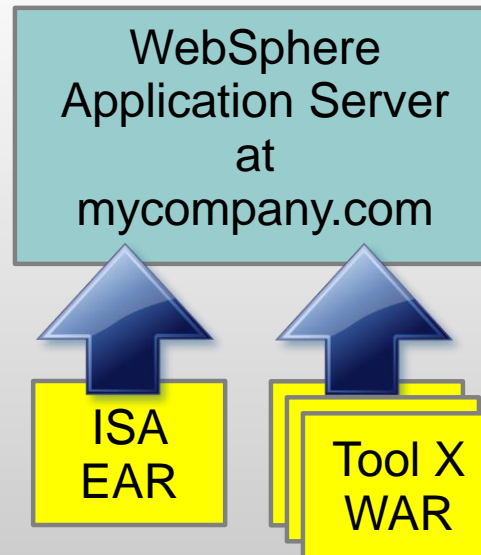 WebSphere
Application Server
at
mycompany.com
ISA
EAR
Tool X
WAR